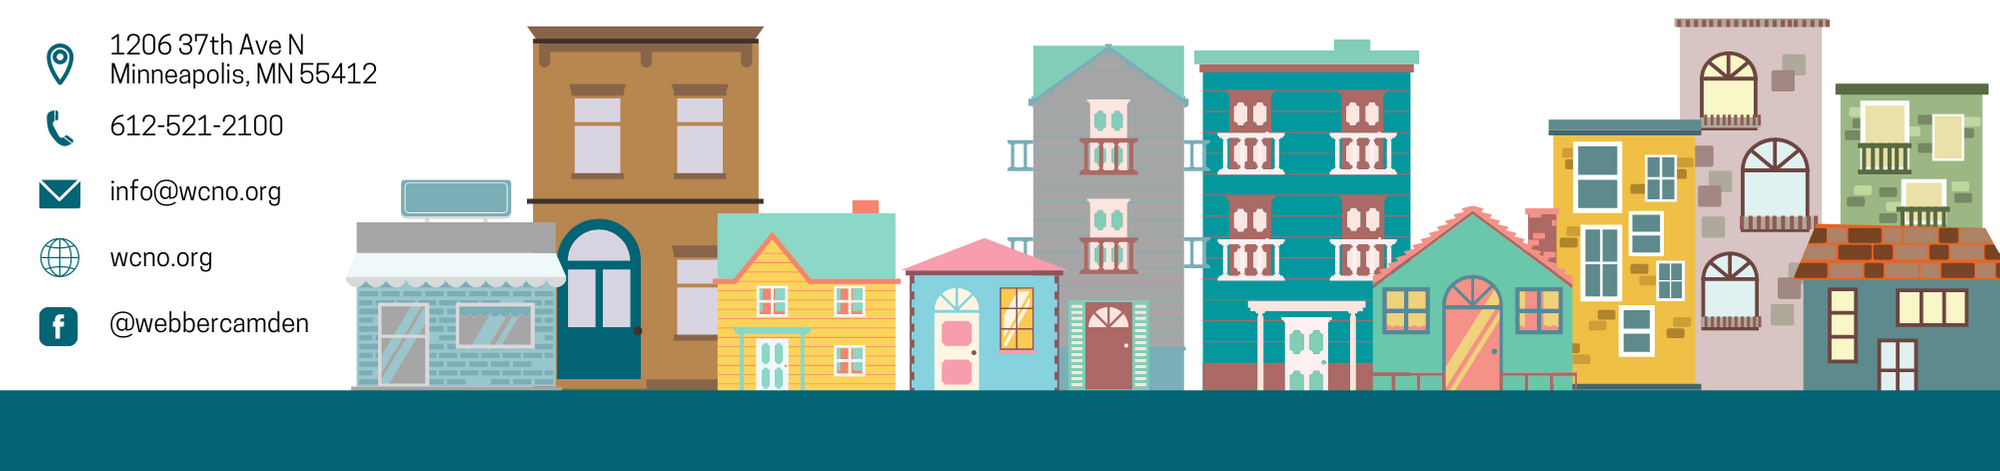 1206 37th Ave N
Minneapolis, MN 55412
612-521-2100
info@wcno.org
wcno.org
@webbercamden